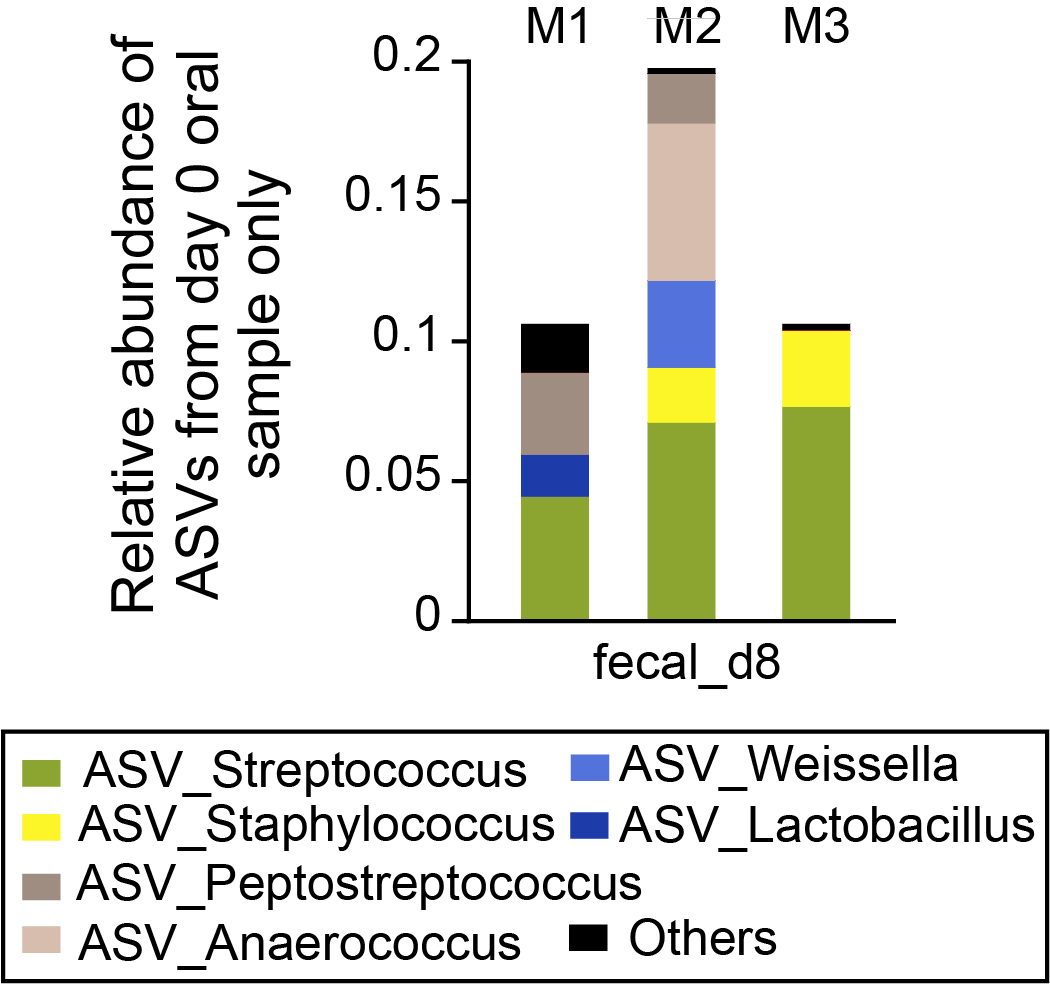 M1 M2 M3
Relative abundance of
ASVs from day 0 oral
sample only
0.2
0.15
0.1
0.05
0
fecal_d8
ASV_Streptococcus
ASV_Staphylococcus
ASV_Peptostreptococcus
ASV_Anaerococcus
ASV_Weissella
ASV_Lactobacillus
Others